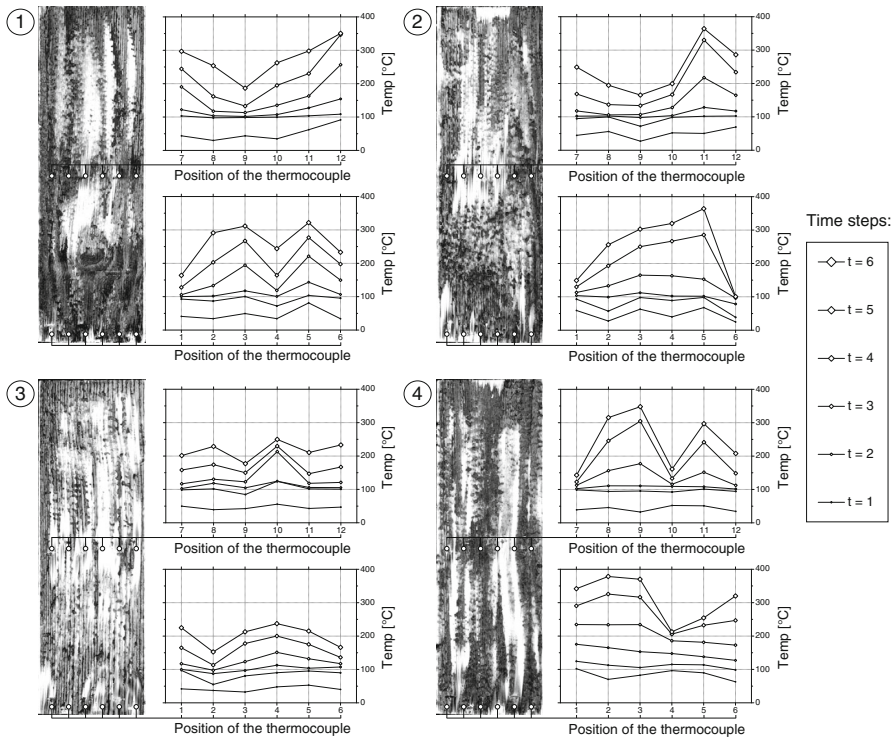 1
400
300
200
100
0
Temp [°C]
7 8 9 10 11 12
Position of the thermocouple
400
300
200
100
0
Temp [°C]
1 2 3 4 5 6
Position of the thermocouple
2
400
300
200
100
0
Temp [°C]
7 8 9 10 11 12
Position of the thermocouple
400
300
200
100
0
Temp [°C]
1 2 3 4 5 6
Position of the thermocouple
Time steps:
t = 6
t = 5
t = 4
t = 3
t = 2
t = 1
3
400
300
200
100
0
Temp [°C]
7 8 9 10 11 12
Position of the thermocouple
400
300
200
100
0
Temp [°C]
1 2 3 4 5 6
Position of the thermocouple
4
400
300
200
100
0
Temp [°C]
7 8 9 10 11 12
Position of the thermocouple
400
300
200
100
0
Temp [°C]
1 2 3 4 5 6
Position of the thermocouple